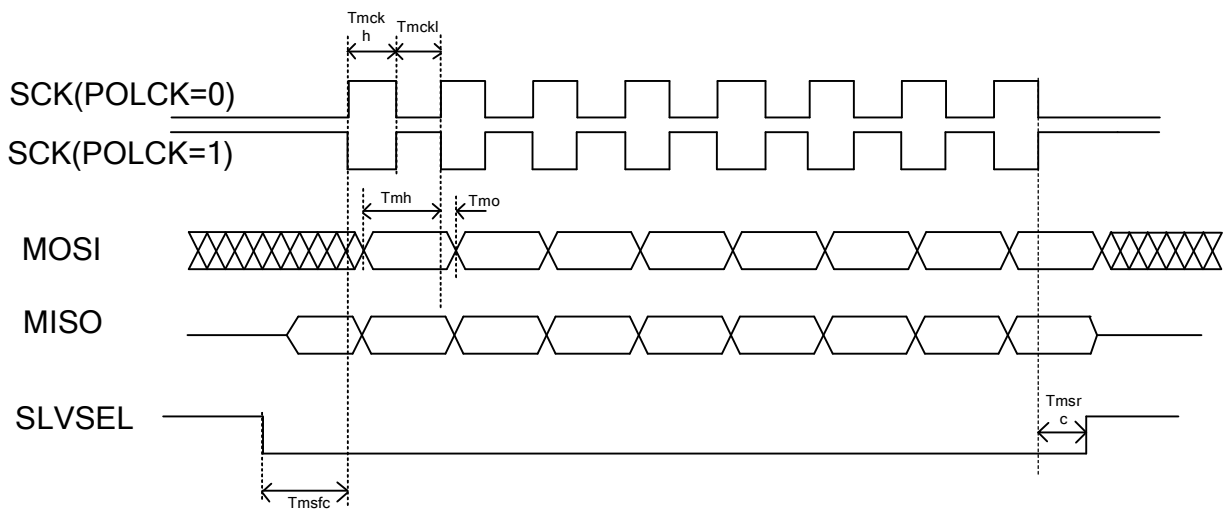 Tmck
h
Tmckl
SCK(POLCK=0)
SCK(POLCK=1)
Tmh
Tmo
MOSI
MISO
SLVSEL
Tmsr
c
Tmsfc